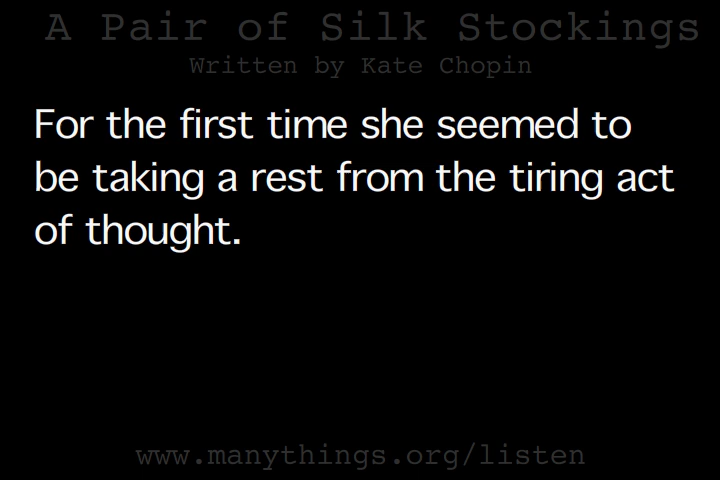 A Pair of Silk Stockings
Written by Kate Chopin
For the first time she seemed to
be taking a rest from the tiring act
of thought.
www.manythings.org/listen